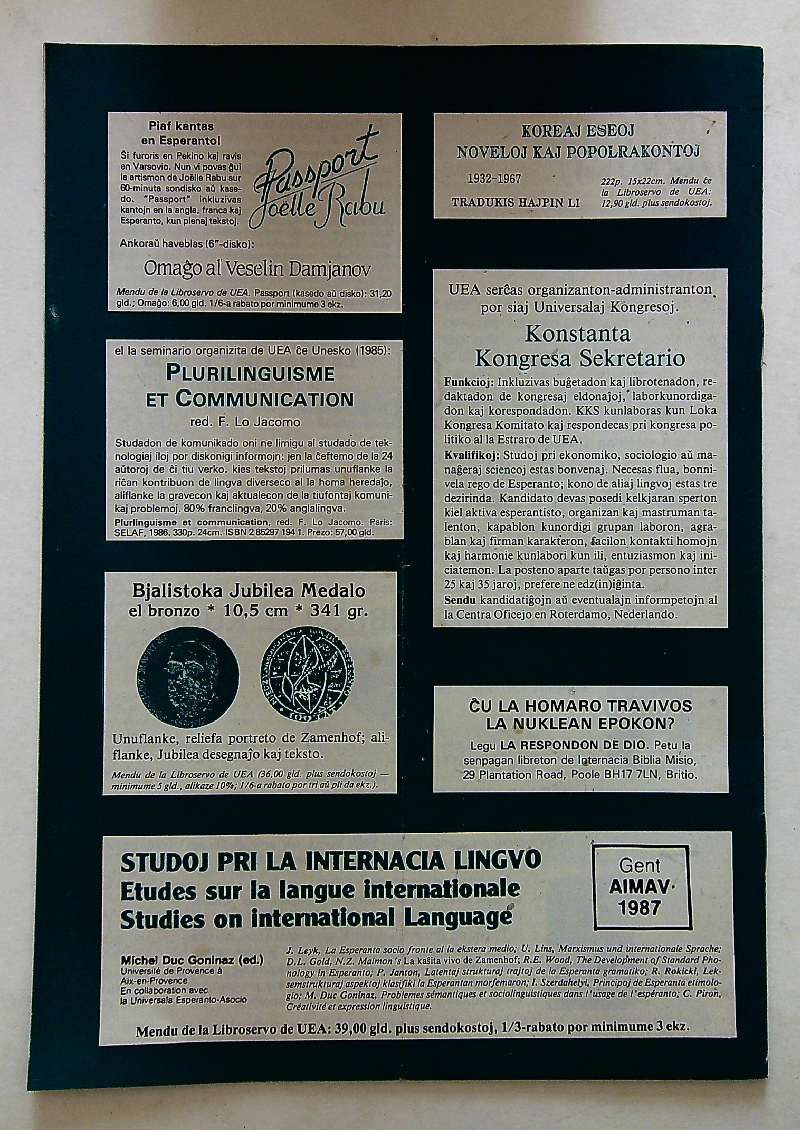 Piaf kantas
en Esperanto!
Ŝi furoris en Pekino kaj ravis
en Varsovio. Nun vi povas ĝui
la artismon de Joëlle Rabu sur
60-minuta sondisko aŭ kase-
do. "Passport" inkluzivas
kantojn en la angla, franca kaj
Esperanto, kun plenaj tekstoj.
Passport
Joëlle Rabu
Ankoraŭ haveblas (6"-disko):
Omaĝo al Veselin Damjanov
Mendu de la Libroservo de UEA. Passport (kasedo aŭ disko): 31,20
gld.; Omaĝo: 6,00 gld. 1/6-a rabato por minimume 3 ekz.
el la seminario organizita de UEA ĉe Unesko (1985):
PLURILINGUISME
ET COMMUNICATION
red. F. Lo Jacomo
Studadon de komunikado oni ne limigu al studado de tek-
nologiaj iloj por diskonigi informojn: jen la ĉeftemo de la 24
aŭtoroj de ĉi tiu verko, kies tekstoj prilumas unuflanke la
riĉan kontribuon de lingva diverseco al la homa heredaĵo,
aliflanke la gravecon kaj aktualecon de la tiufontaj komuni-
kaj problemoj. 80% franclingva, 20% anglalingva.
Plurlinguisme et communication, red. F. Lo Jacomo. Paris:
SELAF, 1986. 330p. 24cm. ISBN 2 85297 194 1. Prezo: 57,00 gld.
Bjalistoka Jubilea Medalo
el bronzo * 10,5 cm * 341 gr.
Unuflanke, reliefa portreto de Zamenhof; ali-
flanke, Jubilea desegnaĵo kaj teksto.
Mendu de la Libroservo de UEA (36,00 gld. plus sendokostoj —
minimume 5 gld., alikaze 10%; 1/6-a rabato por tri aŭ pli da ekz.).
KOREAJ ESEOJ
NOVELOJ KAJ POPOLRAKONTOJ
1932-1967
TRADUKIS HAJPIN LI
222p. 15x22cm. Mendu ĉe
la Libroservo de UEA:
12,90 gld. plus sendokostoj.
UEA serĉas organizanton-administranton
por siaj Universalaj Kongresoj.
Konstanta
Kongresa Sekretario
Funkcioj: Inkluzivas buĝetadon kaj librotenadon, re-
daktadon de kongresaj eldonaĵoj, laborkunordiga-
don kaj korespondadon. KKS kunlaboras kun Loka
Kongresa Komitato kaj respondecas pri kongresa po-
litiko al la Estraro de UEA.
Kvalifikoj: Studoj pri ekonomiko, sociologio aŭ ma-
naĝeraj sciencoj estas bonvenaj. Necesas flua, bonni-
vela rego de Esperanto; kono de aliaj lingvoj estas tre
dezirinda. Kandidato devas posedi kelkjaran sperton
kiel aktiva esperantisto, organizan kaj mastruman ta-
lenton, kapablon kunordigi grupan laboron, agra-
blan kaj firman karakteron, facilon kontakti homojn
kaj harmonie kunlabori kun ili, entuziasmon kaj ini-
ciatemon. La posteno aparte taŭgas por persono inter
25 kaj 35 jaroj, prefere ne edz(in)iĝinta.
Sendu kandidatiĝojn aŭ eventualajn informpetojn al
la Centra Oficejo en Roterdamo, Nederlando.
ĈU LA HOMARO TRAVIVOS
LA NUKLEAN EPOKON?
Legu LA RESPONDON DE DIO. Petu la
senpagan libreton de Internacia Biblia Misio,
29 Plantation Road, Poole BH17 7LN, Britio.
STUDOJ PRI LA INTERNACIA LINGVO
Etudes sur la langue internationale
Studies on international Language
Gent
AIMAV
1987
Michel Duc Goninaz (ed.)
Université de Provence à
Aix-en-Provence
En collaboration avec
la Universala Esperanto-Asocio
J. Leyk, La Esperanta socio fronte al la ekstera medio; U. Lins, Marxismus und internationale Sprache;
D.L. Gold, N.Z. Maimon's La kaŝita vivo de Zamenhof; R.E. Wood, The Development of Standard Pho-
nology in Esperanto; P. Janton, Latentaj strukturaj trajtoj de la Esperanta gramatiko; R. Rokicki, Lek-
semstrukturaj aspektoj klasifiki la Esperantan morfemaron; I. Szerdahelyi, Principoj de Esperanta etimolo-
gio; M. Duc Goninaz, Problemes sémantiques et sociolinguistiques dans l'usage de l'espéranto; C. Piron,
Créativité et expression linguistique.
Mendu de la Libroservo de UEA: 39,00 gld. plus sendokostoj, 1/3-rabato por minimume 3 ekz.